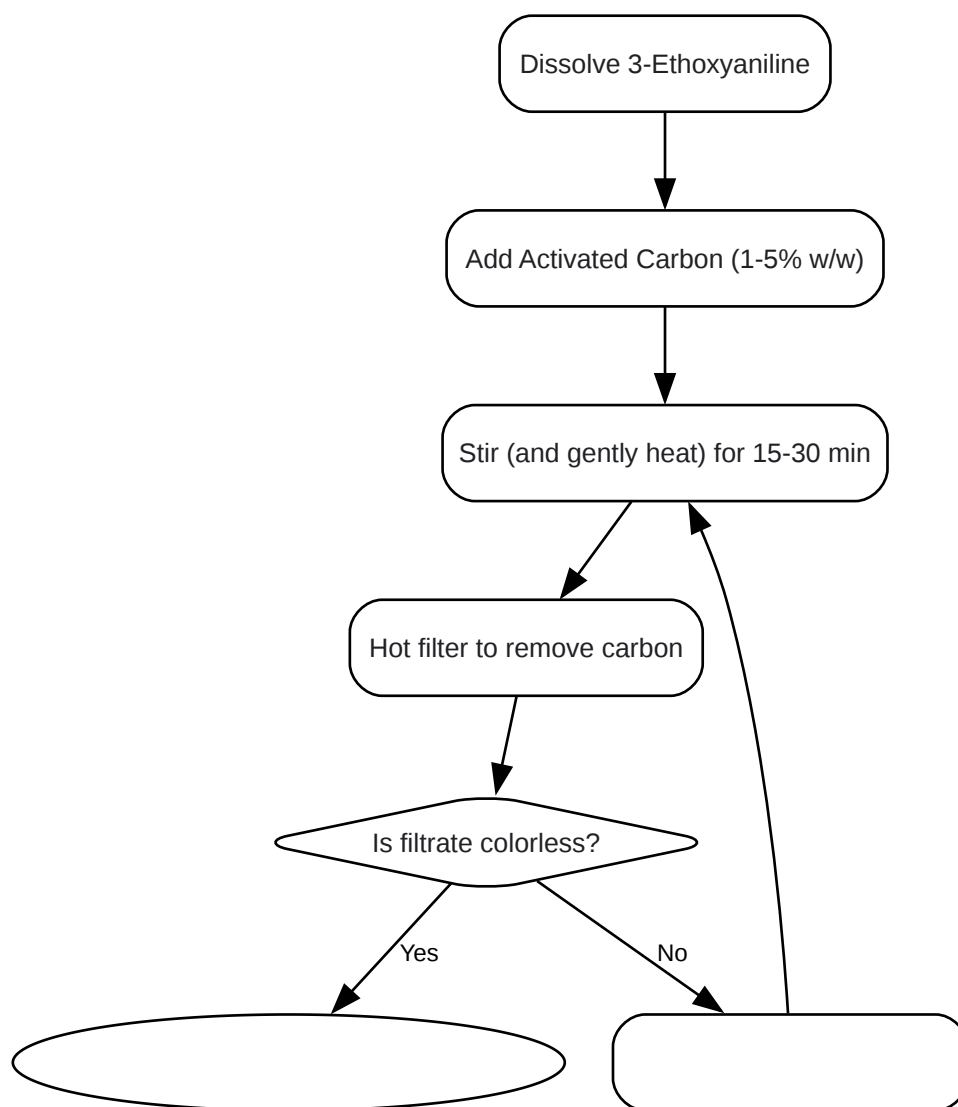 Dissolve 3-Ethoxyaniline
Add Activated Carbon (1-5% w/w)
Stir (and gently heat) for 15-30 min
Hot filter to remove carbon
Is filtrate colorless?
Yes
No